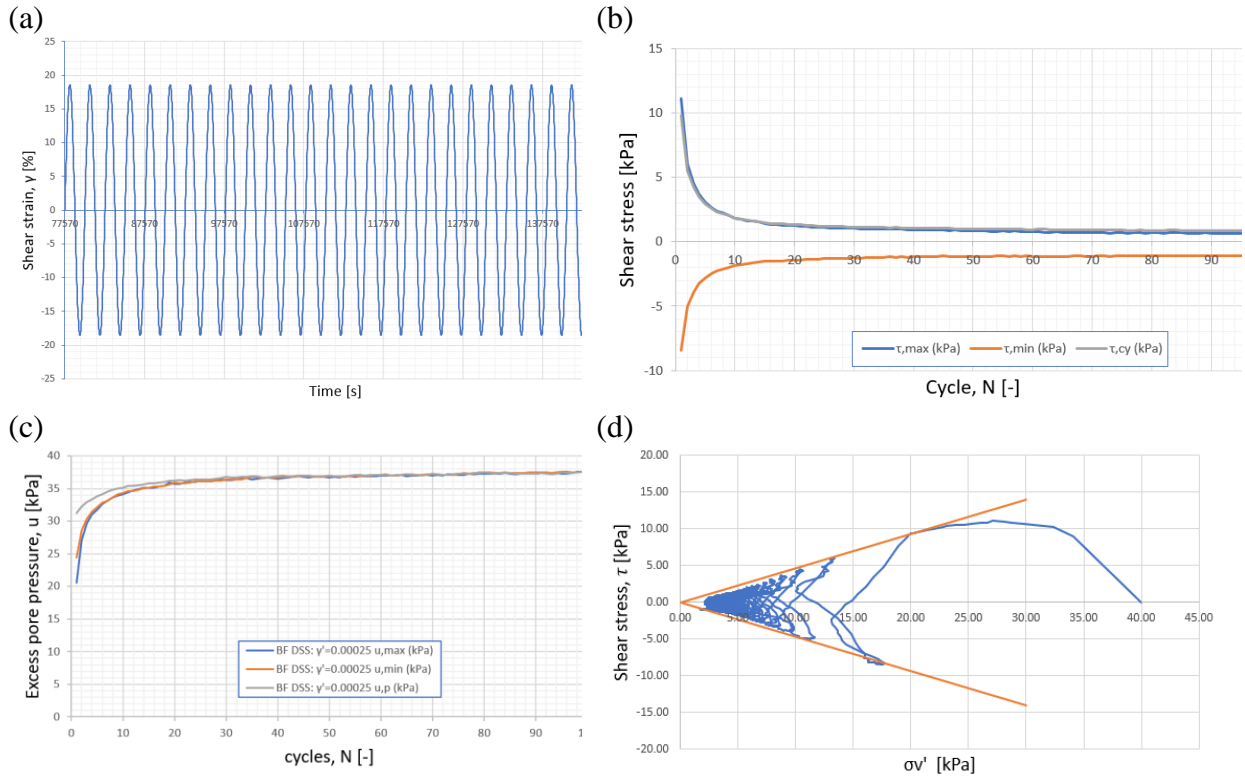 (a)
25
20
15
10
5
0
-5
-10
-15
-20
-25
Shear strain, γ [%]
77570 87570 97570 107570 117570 127570 137570
Time [s]
(b)
15
10
5
0
-5
-10
Shear stress [kPa]
0 10 20 30 40 50 60 70 80 90
τ,max (kPa) τ,min (kPa) τ,cy (kPa)
Cycle, N [-]
(c)
40
35
30
25
20
15
10
5
0
Excess pore pressure, u [kPa]
BF DSS: y'=0.00025 u,max (kPa)
BF DSS: y'=0.00025 u,min (kPa)
BF DSS: y'=0.00025 u,p (kPa)
0 10 20 30 40 50 60 70 80 90
cycles, N [-]
(d)
20.00
15.00
10.00
5.00
0.00
-5.00
-10.00
-15.00
-20.00
Shear stress, τ [kPa]
0.00 5.00 10.00 15.00 20.00 25.00 30.00 35.00 40.00 45.00
σv' [kPa]